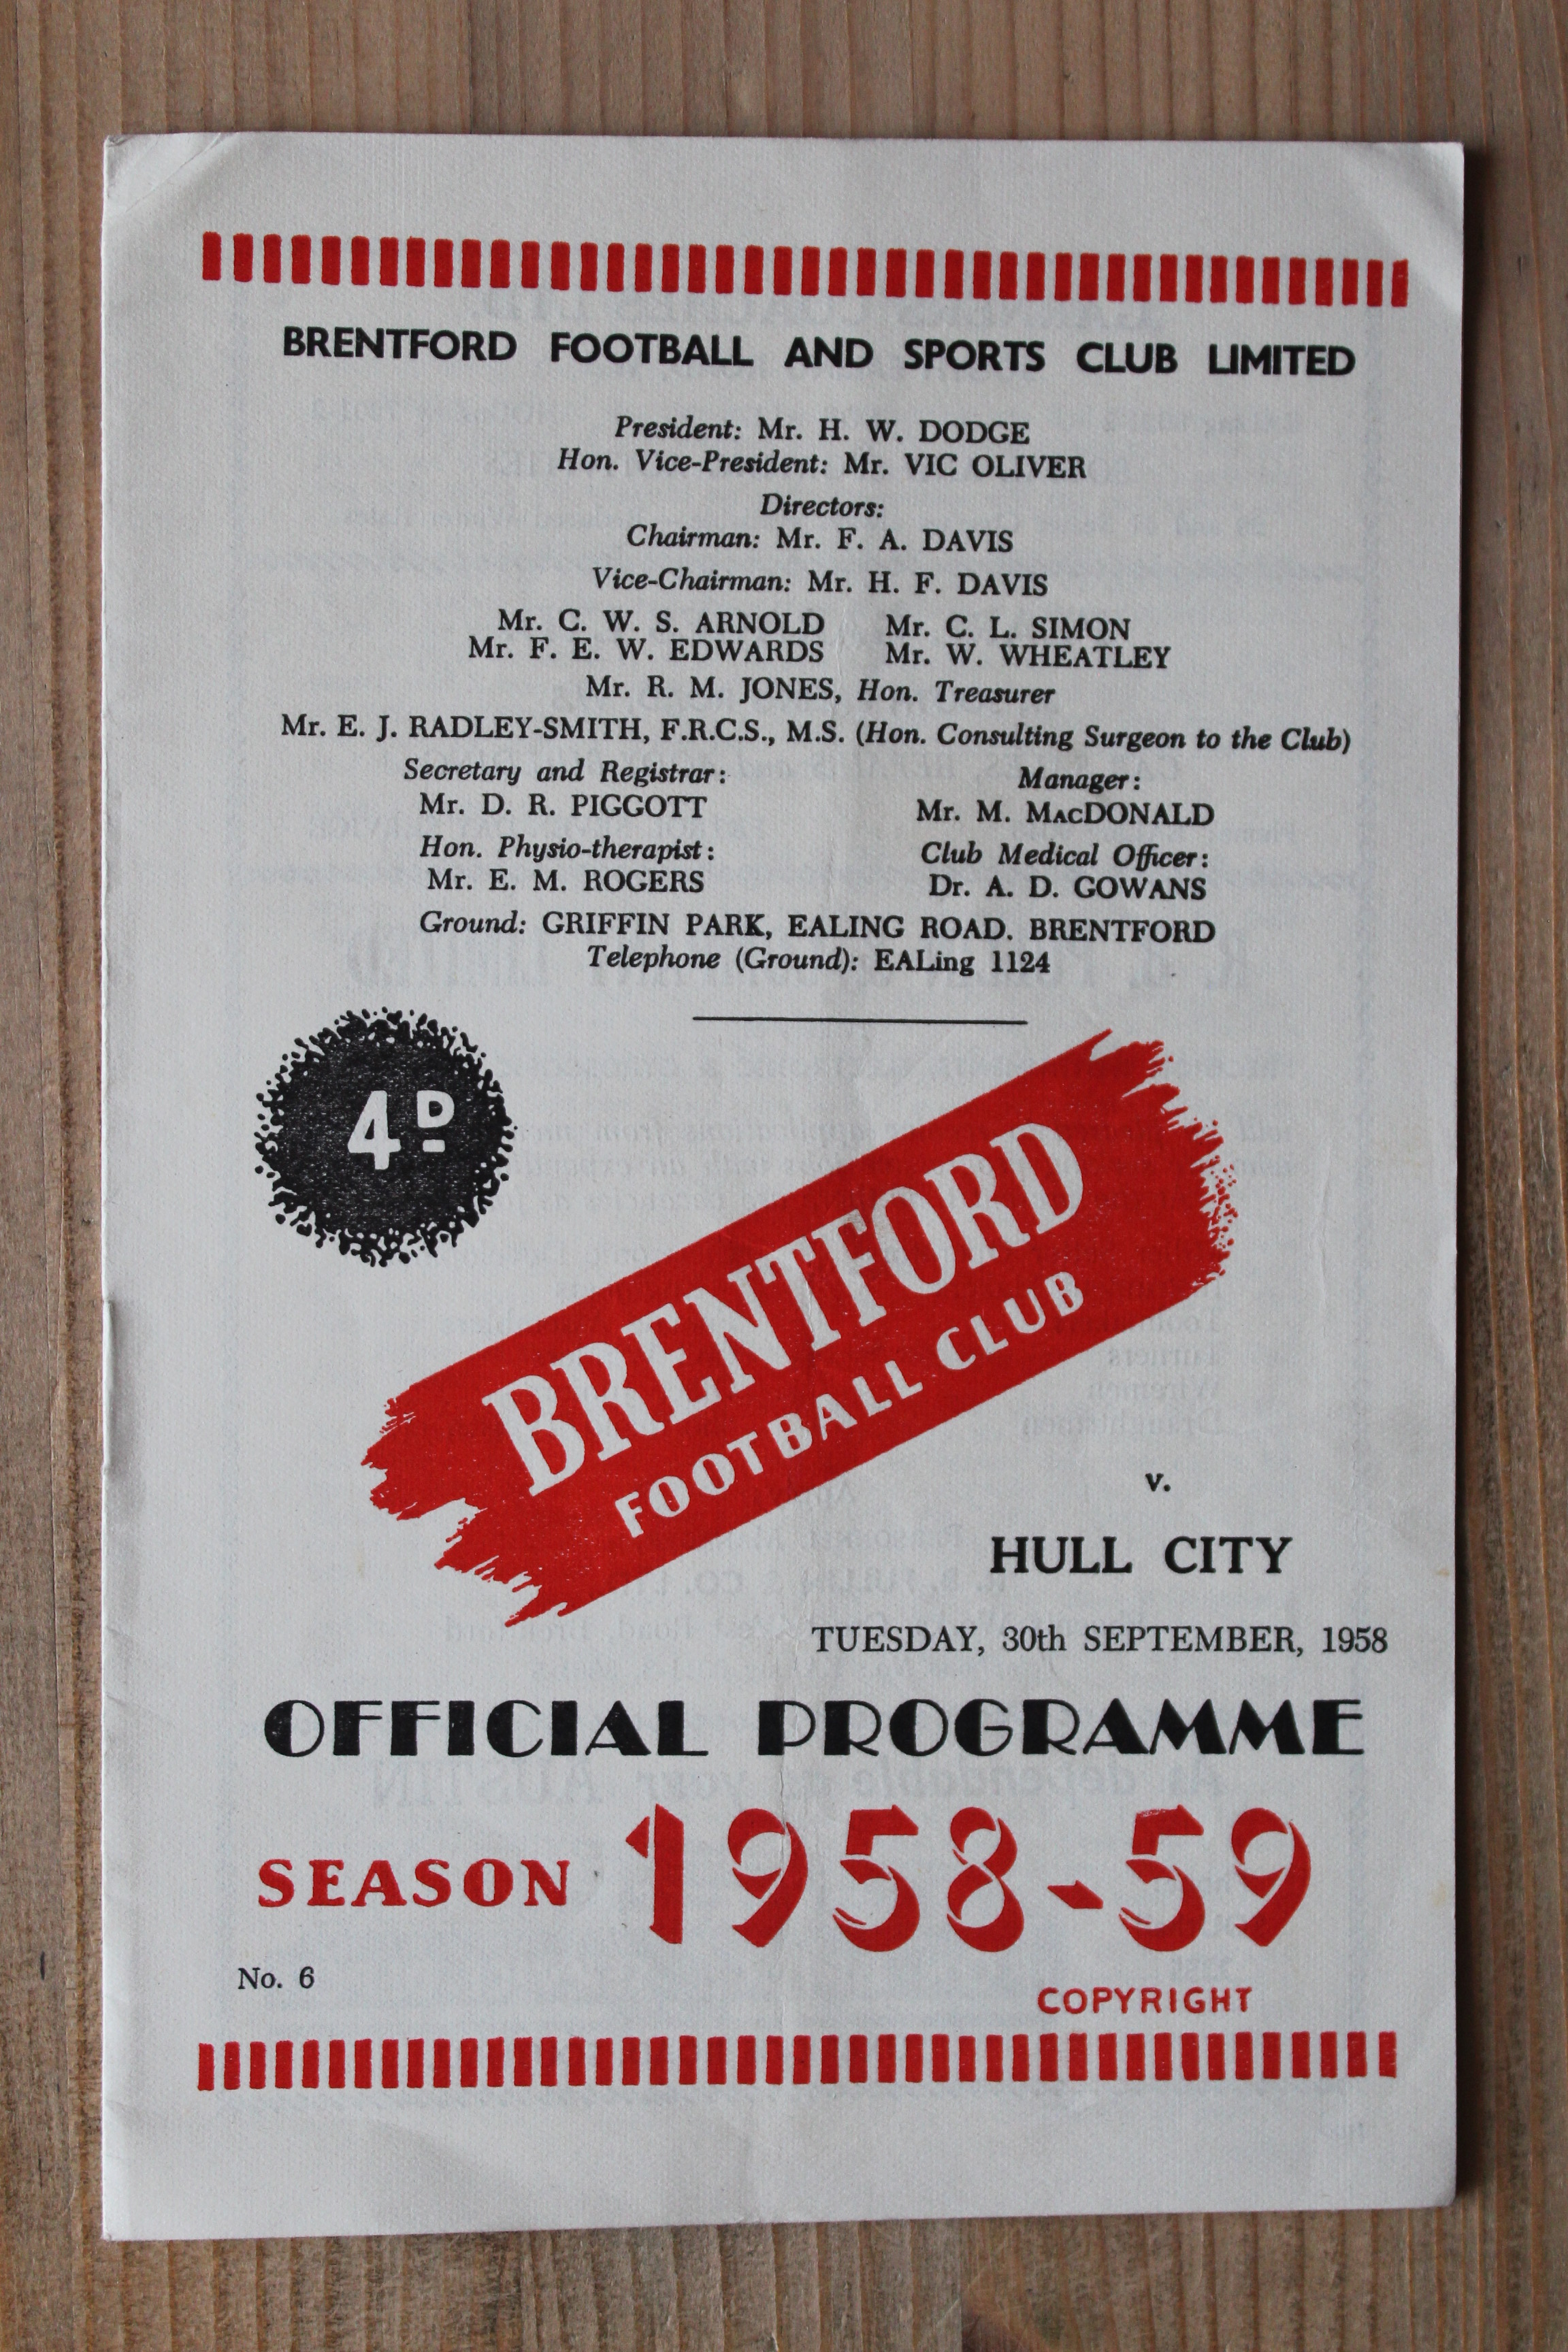 BRENTFORD FOOTBALL AND SPORTS CLUB LIMITED
President: Mr. H. W. DODGE
Hon. Vice-President: Mr. VIC OLIVER
Directors:
Chairman: Mr. F. A. DAVIS
Vice-Chairman: Mr. H. F. DAVIS
Mr. C. W. S. ARNOLD Mr. C. L. SIMON
Mr. F. E. W. EDWARDS Mr. W. WHEATLEY
Mr. R. M. JONES, Hon. Treasurer
Mr. E. J. RADLEY-SMITH, F.R.C.S., M.S. (Hon. Consulting Surgeon to the Club)
Secretary and Registrar: Manager:
Mr. D. R. PIGGOTT Mr. M. MacDONALD
Hon. Physio-therapist: Club Medical Officer:
Mr. E. M. ROGERS Dr. A. D. GOWANS
Ground: GRIFFIN PARK, EALING ROAD. BRENTFORD
Telephone (Ground): EALing 1124
4D
BRENTFORD
FOOTBALL CLUB
v.
HULL CITY
TUESDAY, 30th SEPTEMBER, 1958
OFFICIAL PROGRAMME
SEASON 1958-59
No. 6
COPYRIGHT